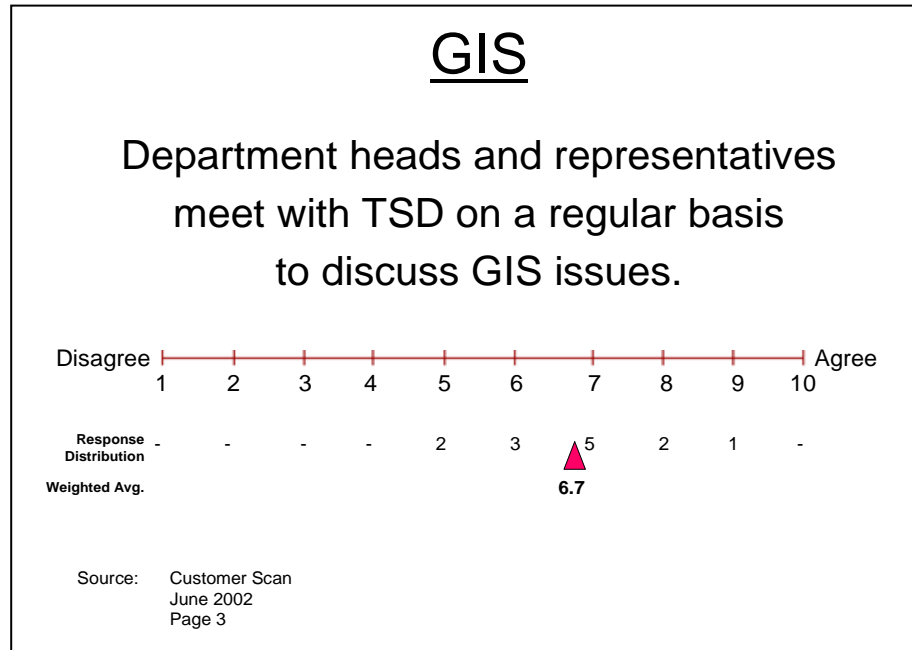 GIS
Department heads and representatives
meet with TSD on a regular basis
to discuss GIS issues.
Disagree Agree
1 2 3 4 5 6 7 8 9 10
Response
Distribution - - - - 2 3 5 2 1 -
Weighted Avg. 6.7
Source: Customer Scan
June 2002
Page 3